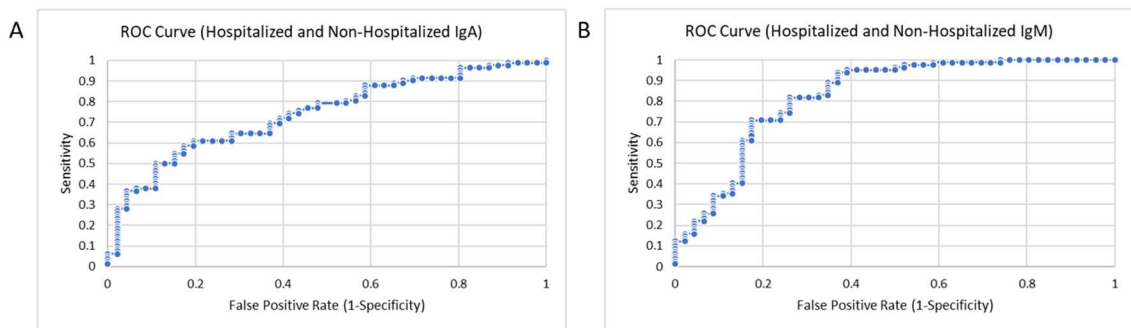 A
ROC Curve (Hospitalized and Non-Hospitalized IgA)
Sensitivity
1
0.9
0.8
0.7
0.6
0.5
0.4
0.3
0.2
0.1
0
0 0.2 0.4 0.6 0.8 1
False Positive Rate (1-Specificity)
B
ROC Curve (Hospitalized and Non-Hospitalized IgM)
Sensitivity
1
0.9
0.8
0.7
0.6
0.5
0.4
0.3
0.2
0.1
0
0 0.2 0.4 0.6 0.8 1
False Positive Rate (1-Specificity)